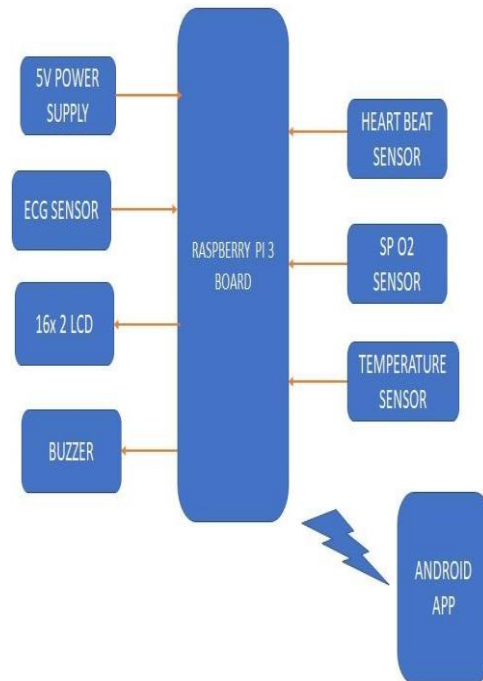 5V POWER
SUPPLY
ECG SENSOR
16x 2 LCD
BUZZER
RASPBERRY PI 3
BOARD
HEART BEAT
SENSOR
SP O2
SENSOR
TEMPERATURE
SENSOR
ANDROID
APP